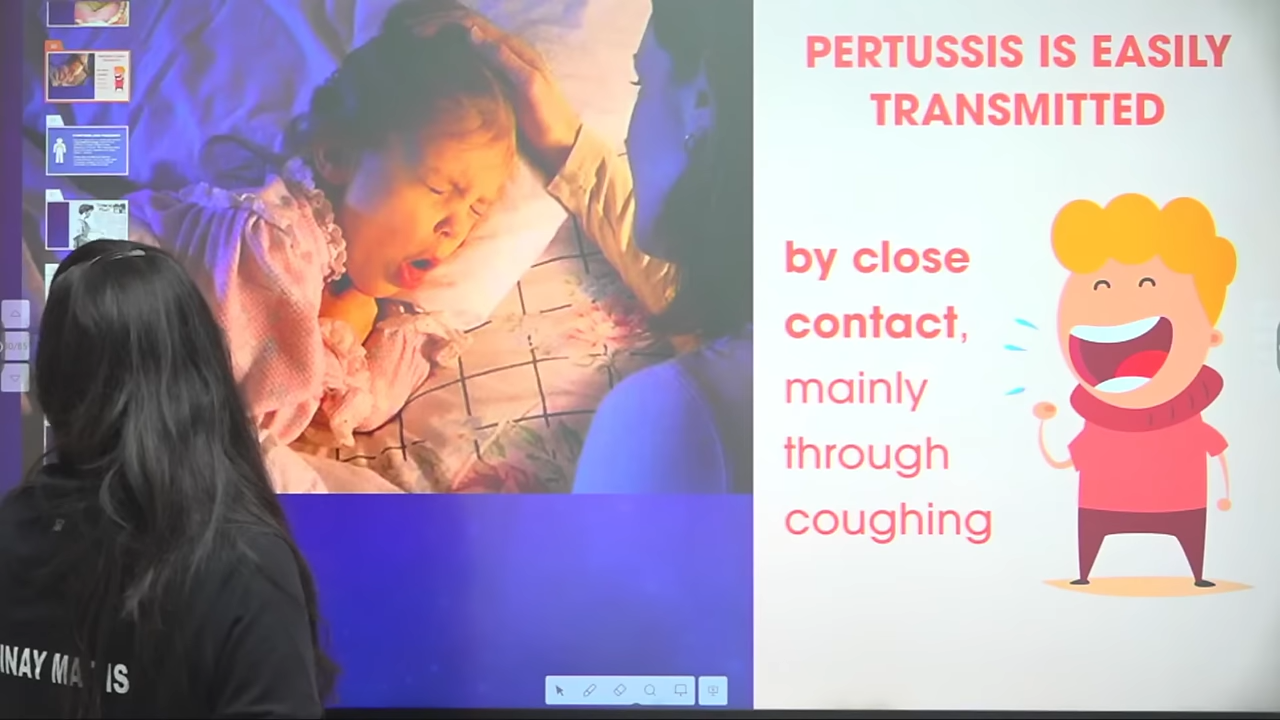 PERTUSSIS IS EASILY
TRANSMITTED
by close
contact,
mainly
through
coughing